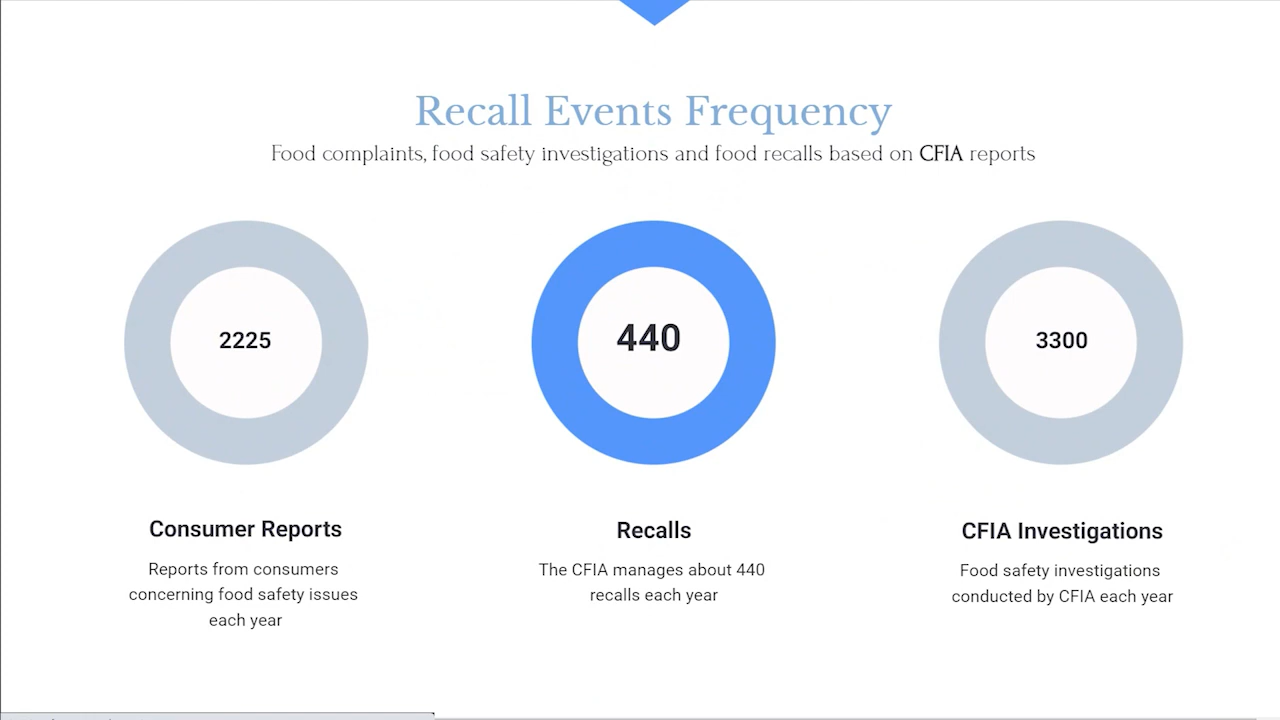 Recall Events Frequency
Food complaints, food safety investigations and food recalls based on CFIA reports
2225
440
3300
Consumer Reports
Reports from consumers
concerning food safety issues
each year
Recalls
The CFIA manages about 440
recalls each year
CFIA Investigations
Food safety investigations
conducted by CFIA each year